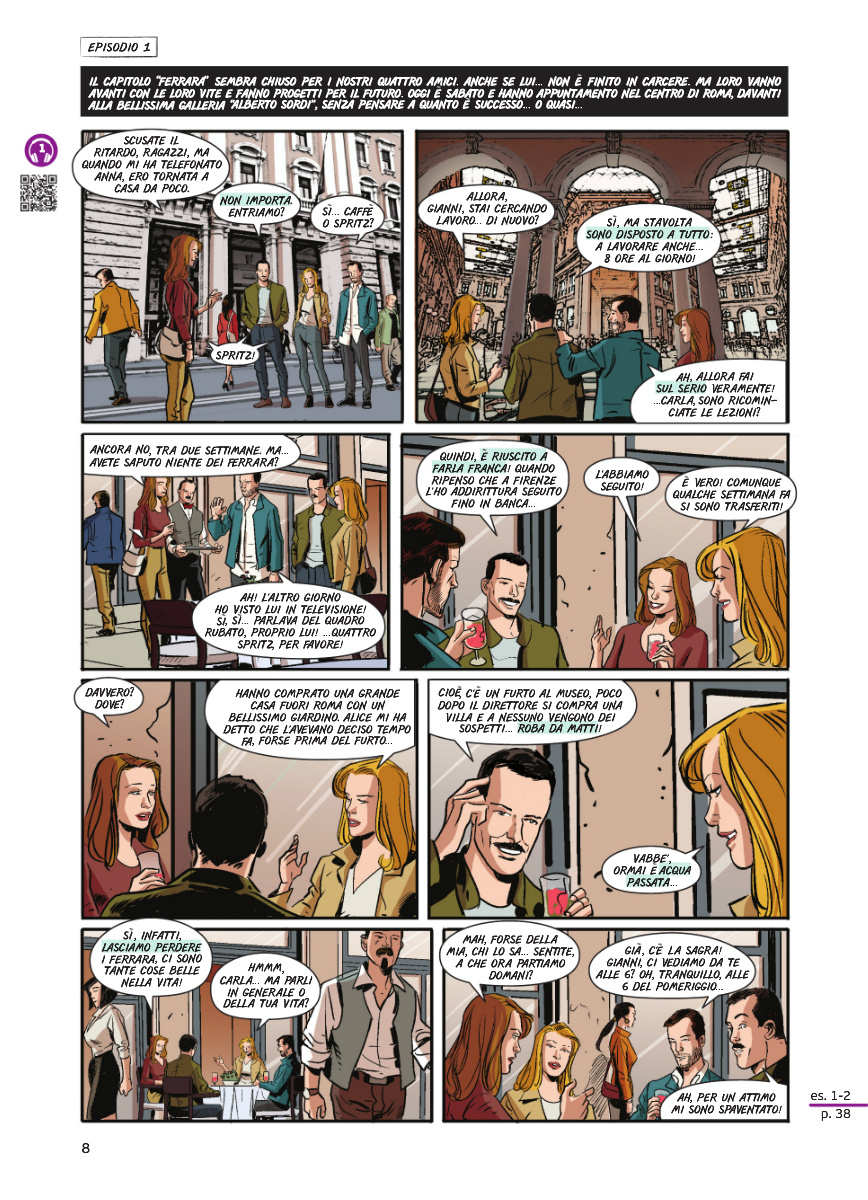 EPISODIO 1
IL CAPITOLO "FERRARA" SEMBRA CHIUSO PER I NOSTRI QUATTRO AMICI. ANCHE SE LUI... NON È FINITO IN CARCERE. MA LORO VANNO
AVANTI CON LE LORO VITE E FANNO PROGETTI PER IL FUTURO. OGGI È SABATO E HANNO APPUNTAMENTO NEL CENTRO DI ROMA, DAVANTI
ALLA BELLISSIMA GALLERIA "ALBERTO SORDI", SENZA PENSARE A QUANTO È SUCCESSO... O QUASI...
1
SCUSATE IL
RITARDO, RAGAZZI, MA
QUANDO MI HA TELEFONATO
ANNA, ERO TORNATA A
CASA DA POCO.
NON IMPORTA.
ENTRIAMO?
SÌ... CAFFÈ
O SPRITZ?
SPRITZ!
ALLORA,
GIANNI, STAI CERCANDO
LAVORO... DI NUOVO?
SÌ, MA STAVOLTA
SONO DISPOSTO A TUTTO:
A LAVORARE ANCHE...
8 ORE AL GIORNO!
AH, ALLORA FAI
SUL SERIO VERAMENTE!
...CARLA, SONO RICOMIN-
CIATE LE LEZIONI?
ANCORA NO, TRA DUE SETTIMANE. MA...
AVETE SAPUTO NIENTE DEI FERRARA?
AH! L'ALTRO GIORNO
HO VISTO LUI IN TELEVISIONE!
SÌ, SÌ... PARLAVA DEL QUADRO
RUBATO, PROPRIO LUI! ...QUATTRO
SPRITZ, PER FAVORE!
QUINDI, È RIUSCITO A
FARLA FRANCA! QUANDO
RIPENSO CHE A FIRENZE
L'HO ADDIRITTURA SEGUITO
FINO IN BANCA...
L'ABBIAMO
SEGUITO!
È VERO! COMUNQUE
QUALCHE SETTIMANA FA
SI SONO TRASFERITI!
DAVVERO?
DOVE?
HANNO COMPRATO UNA GRANDE
CASA FUORI ROMA CON UN
BELLISSIMO GIARDINO. ALICE MI HA
DETTO CHE L'AVEVANO DECISO TEMPO
FA, FORSE PRIMA DEL FURTO...
CIOÈ, C'È UN FURTO AL MUSEO, POCO
DOPO IL DIRETTORE SI COMPRA UNA
VILLA E A NESSUNO VENGONO DEI
SOSPETTI... ROBA DA MATTI!
VABBE',
ORMAI È ACQUA
PASSATA...
SÌ, INFATTI,
LASCIAMO PERDERE
I FERRARA, CI SONO
TANTE COSE BELLE
NELLA VITA!
HMMM,
CARLA... MA PARLI
IN GENERALE O
DELLA TUA VITA?
MAH, FORSE DELLA
MIA, CHI LO SA... SENTITE,
A CHE ORA PARTIAMO
DOMANI?
GIÀ, C'È LA SAGRA!
GIANNI, CI VEDIAMO DA TE
ALLE 6? OH, TRANQUILLO, ALLE
6 DEL POMERIGGIO...
AH, PER UN ATTIMO
MI SONO SPAVENTATO!
es. 1-2
p. 38
8